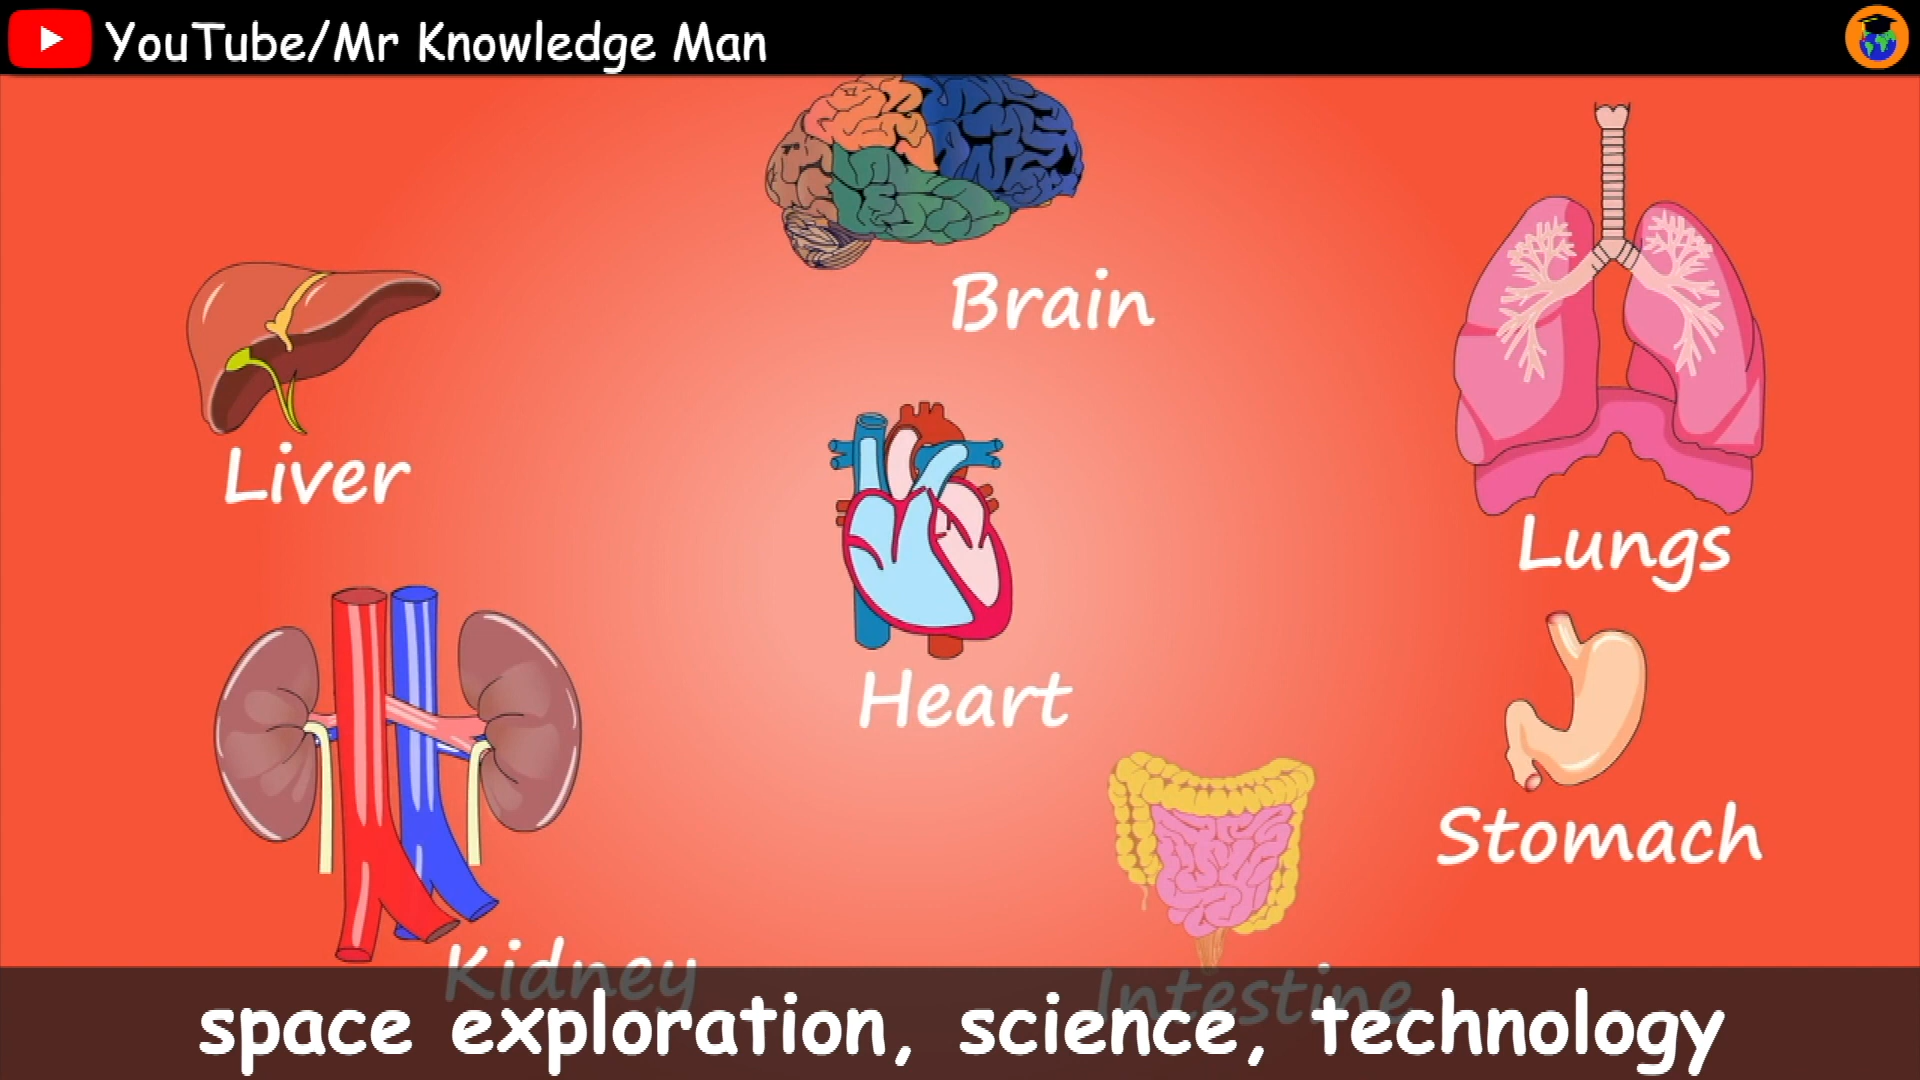 YouTube/Mr Knowledge Man
Brain
Liver
Lungs
Heart
Stomach
Kidney
Intestine
space exploration, science, technology